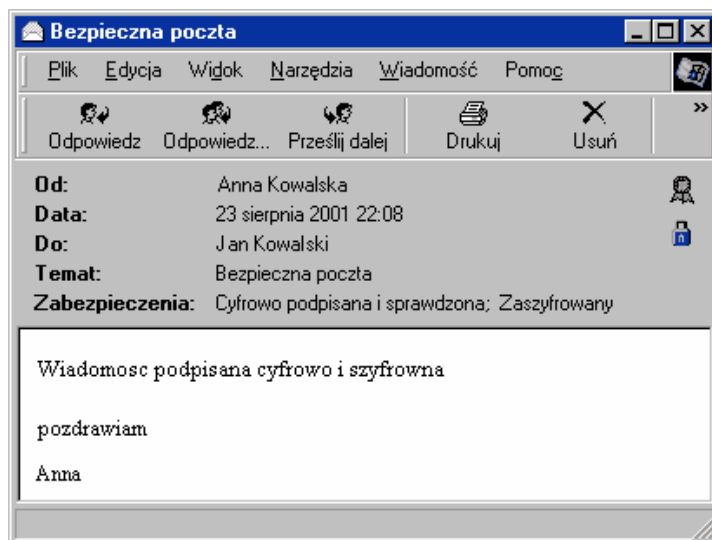 Bezpieczna poczta
Plik Edycja Widok Narzędzia Wiadomość Pomoc
Odpowiedz Odpowiedz... Prześlij dalej Drukuj Usuń »
Od: Anna Kowalska
Data: 23 sierpnia 2001 22:08
Do: Jan Kowalski
Temat: Bezpieczna poczta
Zabezpieczenia: Cyfrowo podpisana i sprawdzona; Zaszyfrowany
Wiadomosc podpisana cyfrowo i szyfrowna
pozdrawiam
Anna